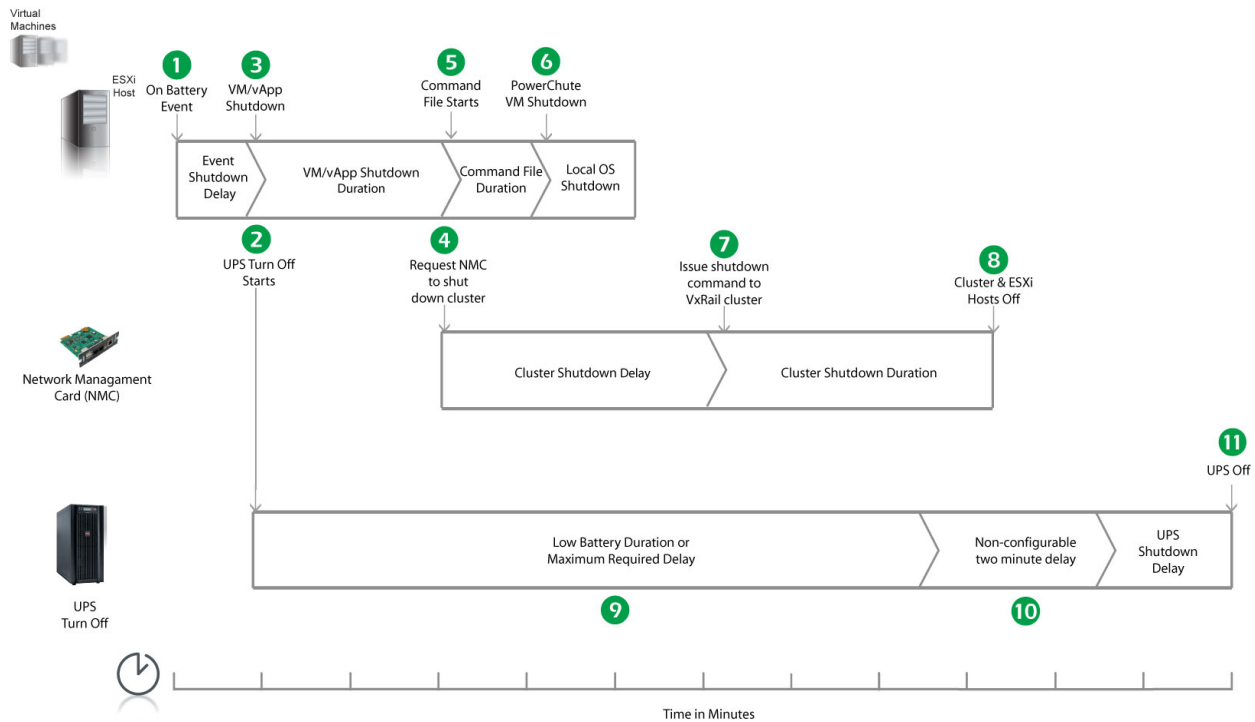 Virtual
Machines
ESXi
Host
1
On Battery
Event
3
VM/vApp
Shutdown
5
Command
File Starts
6
PowerChute
VM Shutdown
Event
Shutdown
Delay
VM/vApp Shutdown
Duration
Command File
Duration
Local OS
Shutdown
2
UPS Turn Off
Starts
4
Request NMC
to shut
down cluster
7
Issue shutdown
command to
VxRail cluster
8
Cluster & ESXi
Hosts Off
Network Managament
Card (NMC)
Cluster Shutdown Delay
Cluster Shutdown Duration
11
UPS Off
UPS
Turn Off
Low Battery Duration or
Maximum Required Delay
Non-configurable
two minute delay
UPS
Shutdown
Delay
9
10
Time in Minutes